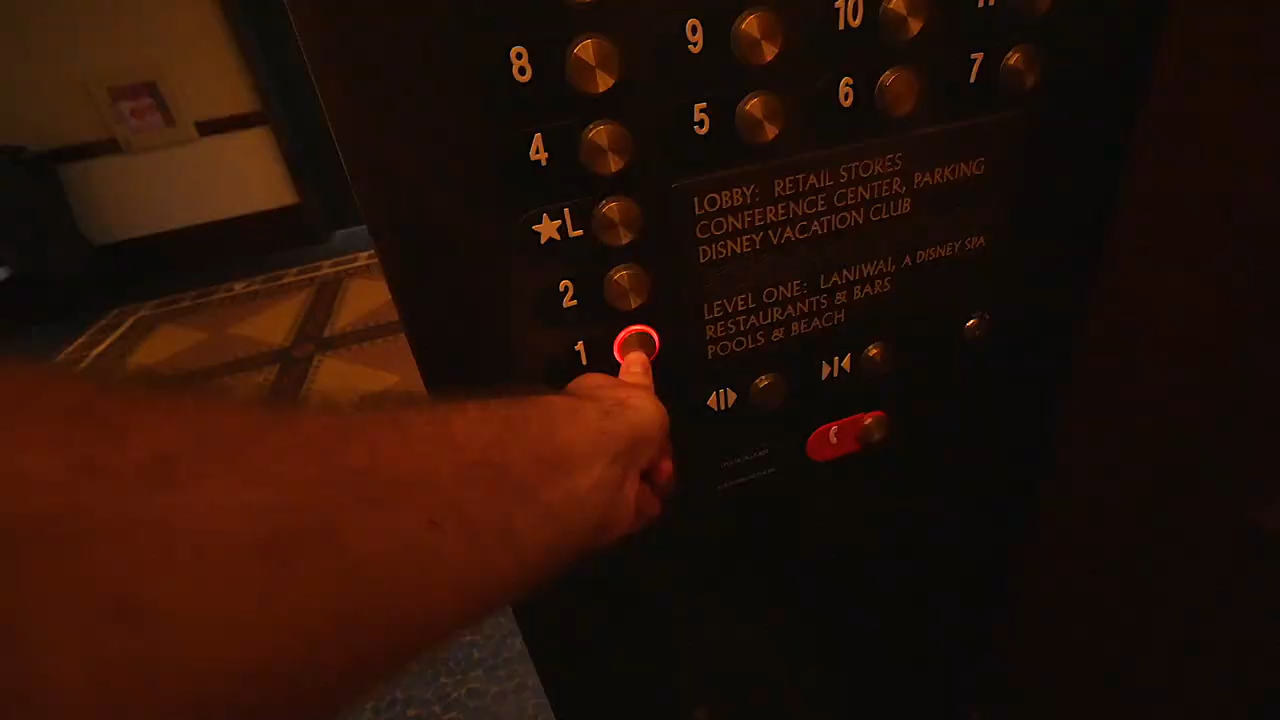 8 9 10
4 5 6 7
★L
2
1
LOBBY: RETAIL STORES
CONFERENCE CENTER, PARKING
DISNEY VACATION CLUB
LEVEL ONE: LANIWAI, A DISNEY SPA
RESTAURANTS & BARS
POOLS & BEACH